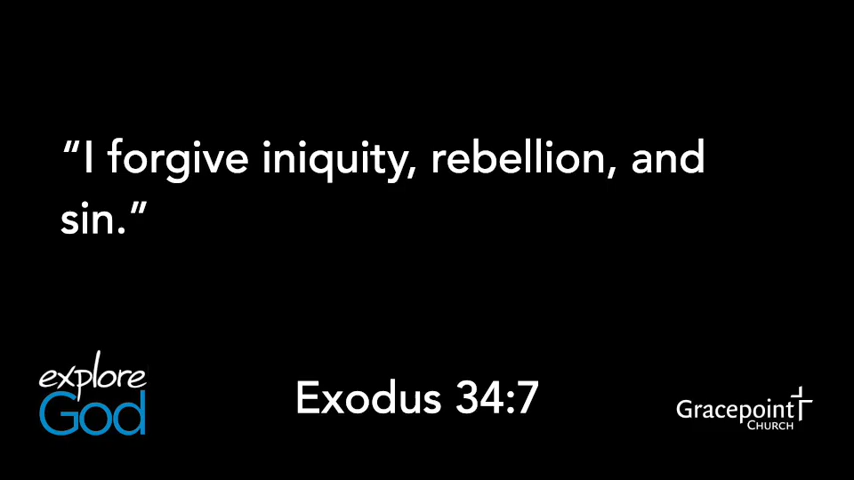 “I forgive iniquity, rebellion, and
sin.”
explore
God
Exodus 34:7
Gracepoint
CHURCH